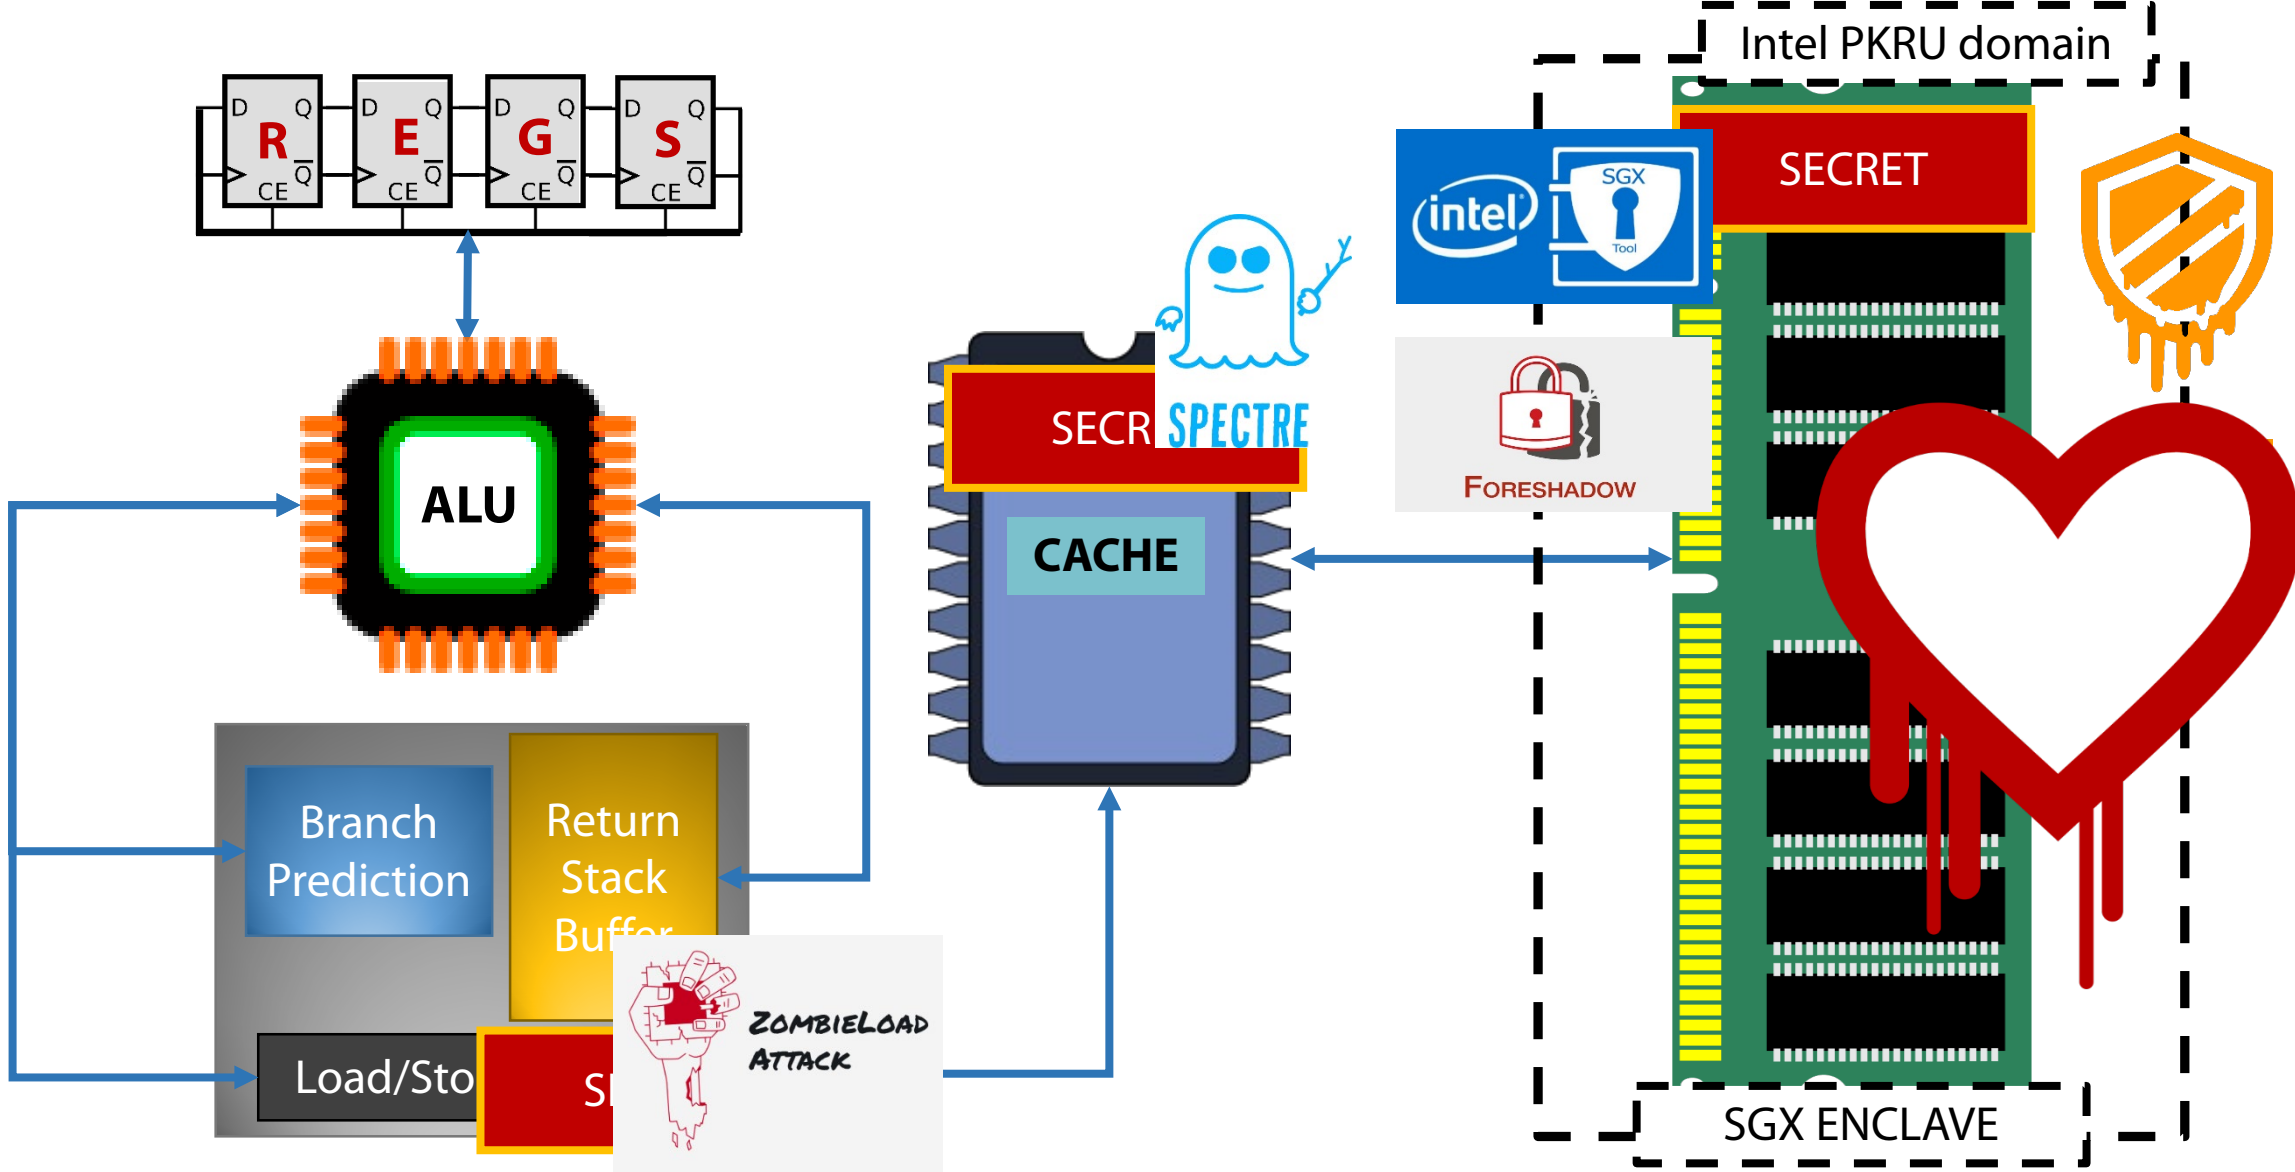 Intel PKRU domain
D Q
R
Q
CE
D Q
E
Q
CE
D Q
G
Q
CE
D Q
S
Q
CE
SECRET
intel
SGX
Tool
SECR
SPECTRE
FORESHADOW
ALU
CACHE
Branch
Prediction
Return
Stack
Buffer
Load/Sto
ZOMBIELOAD
ATTACK
SGX ENCLAVE